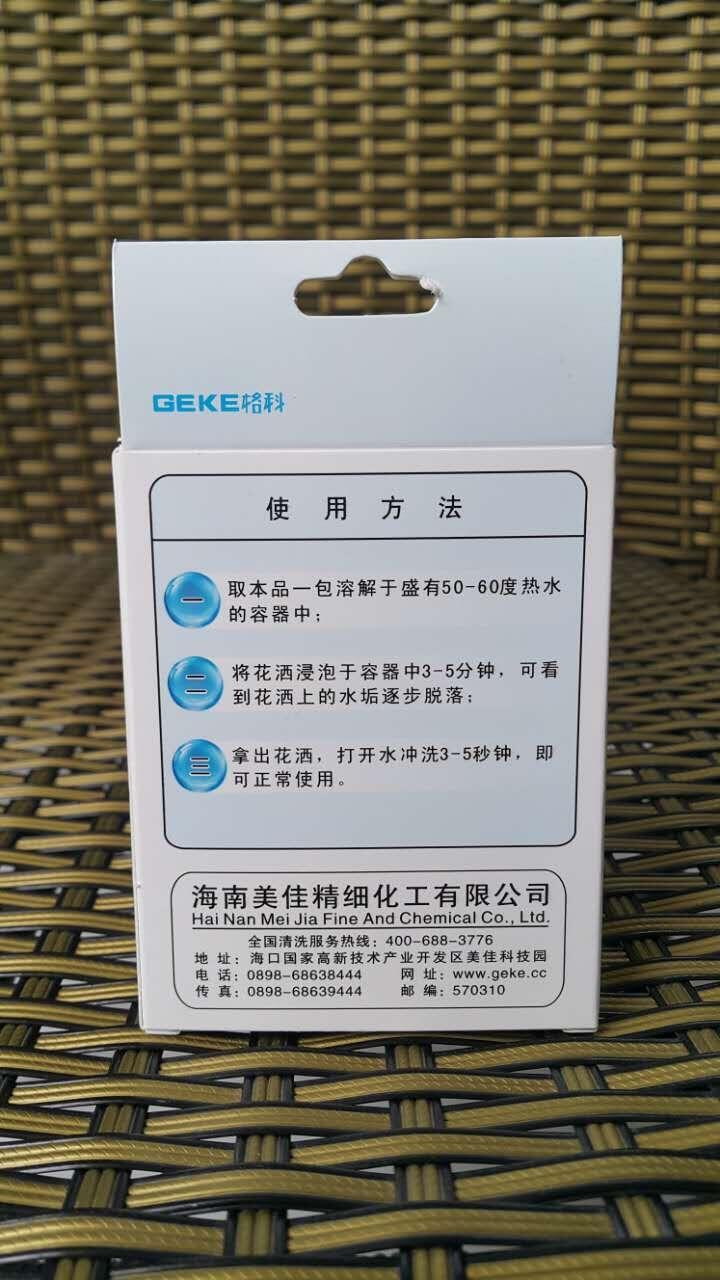 GEKE格科
使用方法
一 取本品一包溶解于盛有50-60度热水
的容器中;
二 将花洒浸泡于容器中3-5分钟，可看
到花洒上的水垢逐步脱落;
三 拿出花洒，打开水冲洗3-5秒钟，即
可正常使用。
海南美佳精细化工有限公司
Hai Nan Mei Jia Fine And Chemical Co., Ltd.
全国清洗服务热线: 400-688-3776
地 址: 海口国家高新技术产业开发区美佳科技园
电 话: 0898-68638444 网 址: www.geke.cc
传 真: 0898-68639444 邮 编: 570310